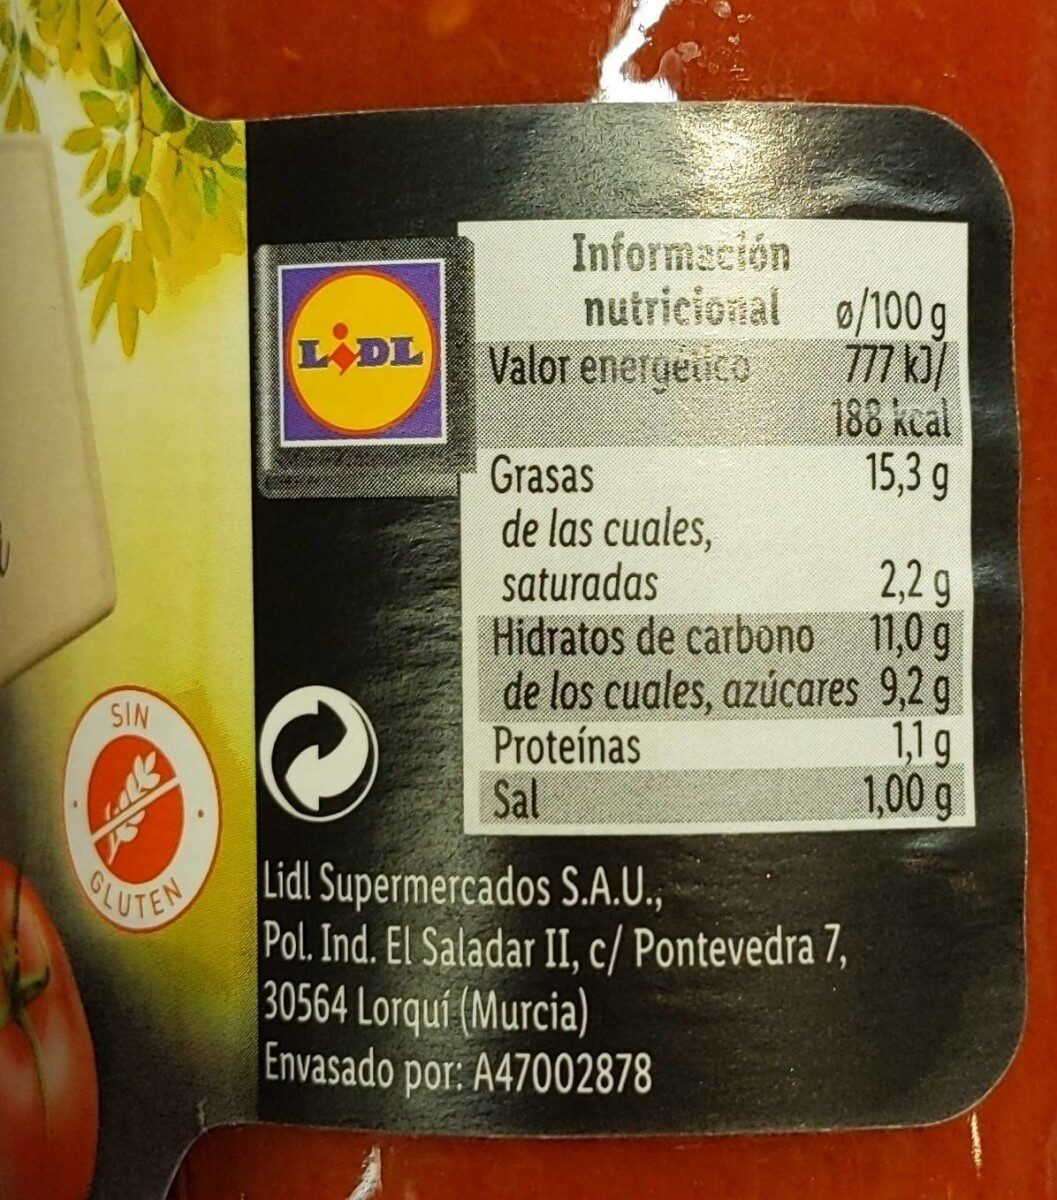 LiDL
Información
nutricional ø/100 g
Valor energético 777 kJ/
188 kcal
Grasas 15,3 g
de las cuales,
saturadas 2,2 g
Hidratos de carbono 11,0 g
de los cuales, azúcares 9,2 g
Proteínas 1,1 g
Sal 1,00 g
SIN
GLUTEN
Lidl Supermercados S.A.U.,
Pol. Ind. El Saladar II, c/ Pontevedra 7,
30564 Lorquí (Murcia)
Envasado por: A47002878